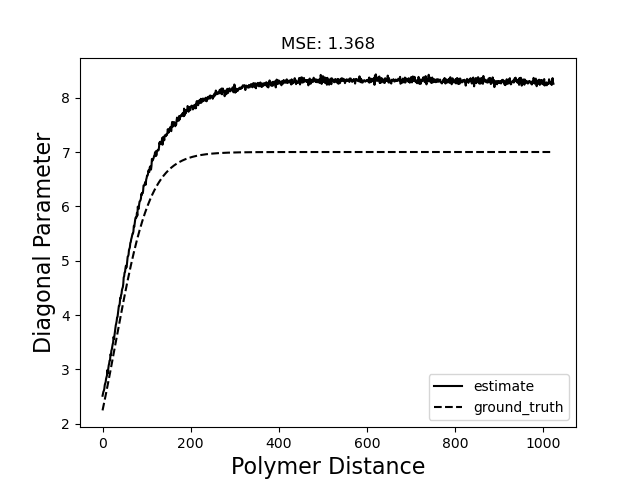 MSE: 1.368
Diagonal Parameter
8
7
6
5
4
3
2
estimate
ground_truth
0 200 400 600 800 1000
Polymer Distance